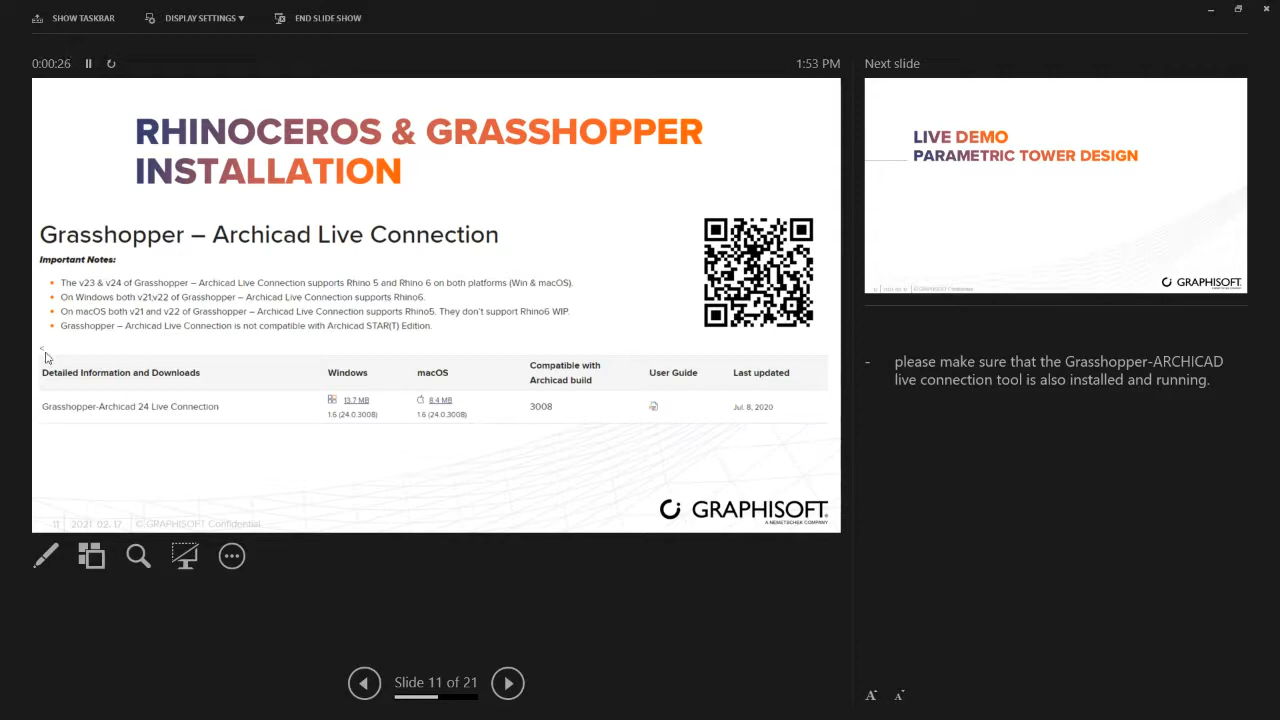 SHOW TASKBAR DISPLAY SETTINGS ▼ END SLIDE SHOW
0:00:26 1:53 PM
RHINOCEROS & GRASSHOPPER
INSTALLATION
Grasshopper – Archicad Live Connection
Important Notes:
• The v23 & v24 of Grasshopper – Archicad Live Connection supports Rhino 5 and Rhino 6 on both platforms (Win & macOS).
• On Windows both v21,v22 of Grasshopper – Archicad Live Connection supports Rhino6.
• On macOS both v21 and v22 of Grasshopper – Archicad Live Connection supports Rhino5. They don't support Rhino6 WIP.
• Grasshopper – Archicad Live Connection is not compatible with Archicad STAR(T) Edition.
<
Detailed Information and Downloads Windows macOS Compatible with Archicad build User Guide Last updated
Grasshopper-Archicad 24 Live Connection 13.7 MB 8.4 MB 3008 Jul. 8, 2020
1.6 (24.0.3008) 1.6 (24.0.3008)
11 2021. 02. 17. © GRAPHISOFT Confidential
GRAPHISOFT.
A NEMETSCHEK COMPANY
Slide 11 of 21
Next slide
LIVE DEMO
PARAMETRIC TOWER DESIGN
GRAPHISOFT.
- please make sure that the Grasshopper-ARCHICAD
live connection tool is also installed and running.
A A